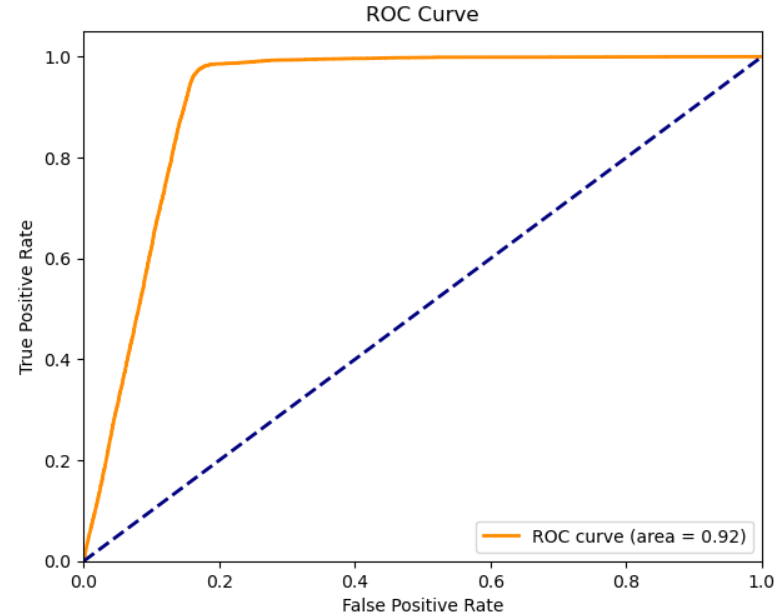 ROC Curve
1.0
0.8
0.6
0.4
0.2
0.0
True Positive Rate
ROC curve (area = 0.92)
0.0 0.2 0.4 0.6 0.8 1.0
False Positive Rate